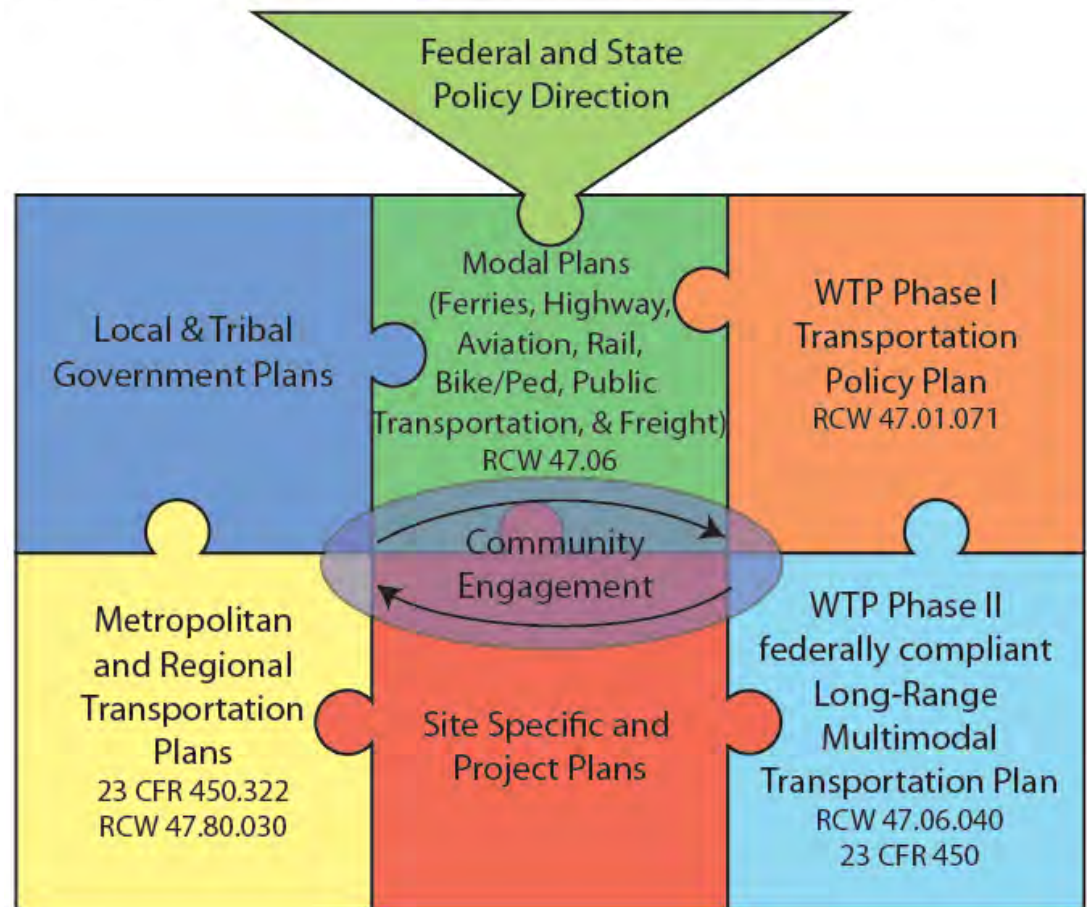 Federal and State
Policy Direction
Local & Tribal
Government Plans
Modal Plans
(Ferries, Highway,
Aviation, Rail,
Bike/Ped, Public
Transportation, & Freight)
RCW 47.06
WTP Phase I
Transportation
Policy Plan
RCW 47.01.071
Community
Engagement
Metropolitan
and Regional
Transportation
Plans
23 CFR 450.322
RCW 47.80.030
Site Specific and
Project Plans
WTP Phase II
federally compliant
Long-Range
Multimodal
Transportation Plan
RCW 47.06.040
23 CFR 450